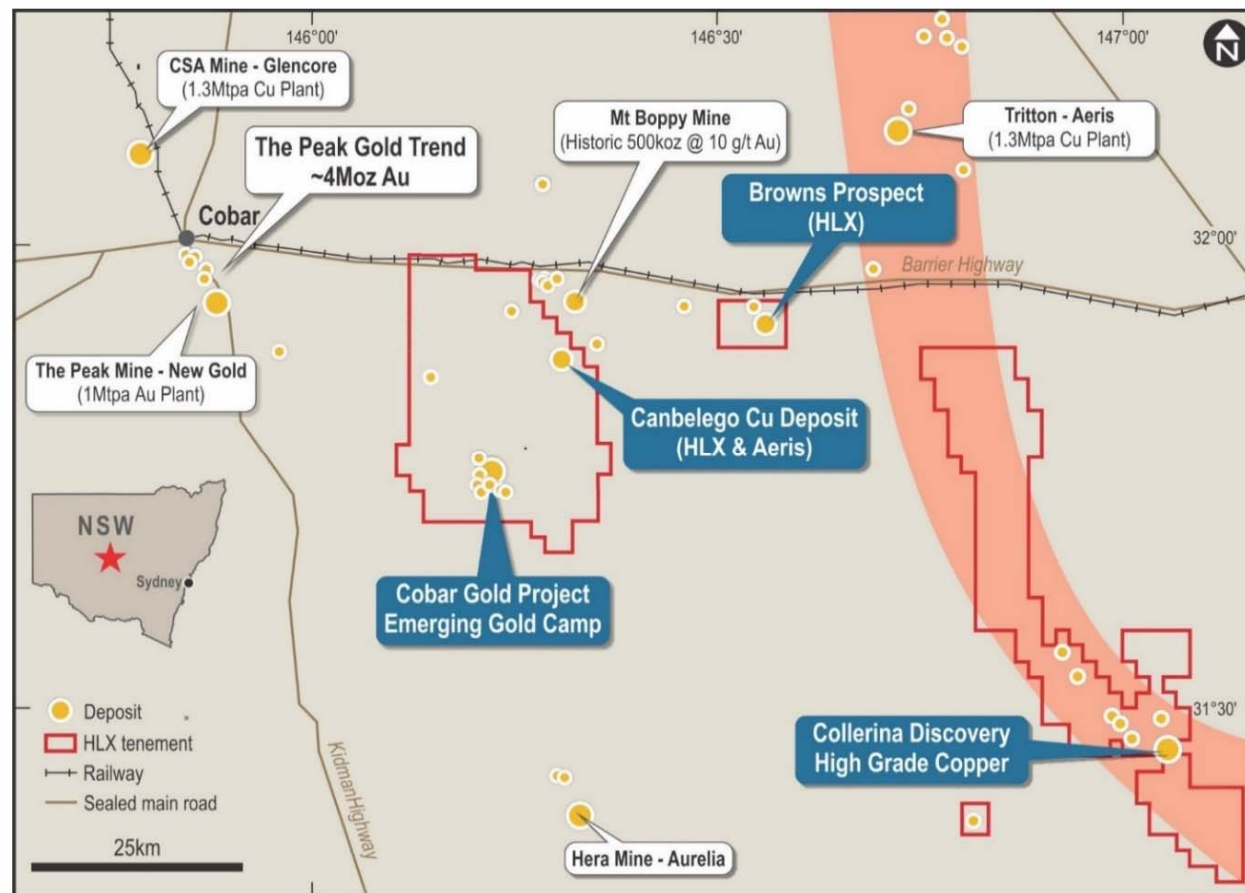 146°00'
146°30'
147°00'
N
CSA Mine - Glencore
(1.3Mtpa Cu Plant)
The Peak Gold Trend
~4Moz Au
Mt Boppy Mine
(Historic 500koz @ 10 g/t Au)
Tritton - Aeris
(1.3Mtpa Cu Plant)
Browns Prospect
(HLX)
Cobar
32°00'
Barrier Highway
The Peak Mine - New Gold
(1Mtpa Au Plant)
Canbelego Cu Deposit
(HLX & Aeris)
NSW
Sydney
Cobar Gold Project
Emerging Gold Camp
31°30'
Collerina Discovery
High Grade Copper
Deposit
HLX tenement
Railway
Sealed main road
25km
KidmanHighway
Hera Mine - Aurelia